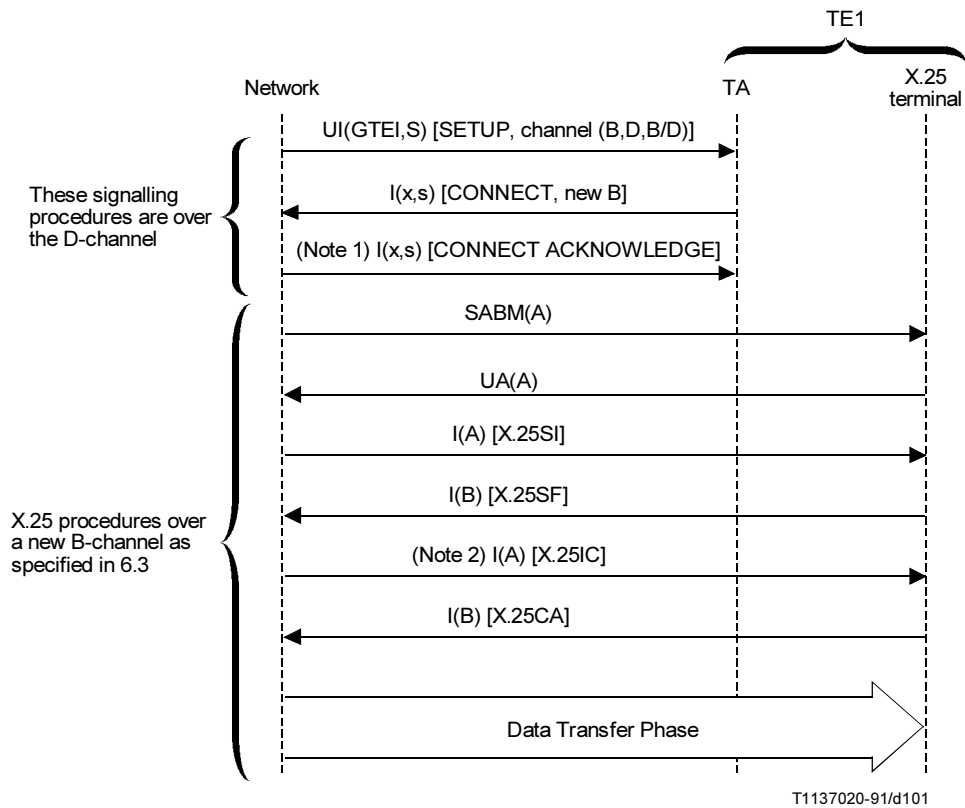 TE1
Network
TA
X.25
terminal
UI(GTEI,S) [SETUP, channel (B,D,B/D)]
I(x,s) [CONNECT, new B]
(Note 1) I(x,s) [CONNECT ACKNOWLEDGE]
These signalling
procedures are over
the D-channel
SABM(A)
UA(A)
I(A) [X.25SI]
I(B) [X.25SF]
(Note 2) I(A) [X.25IC]
I(B) [X.25CA]
X.25 procedures over
a new B-channel as
specified in 6.3
Data Transfer Phase
T1137020-91/d101